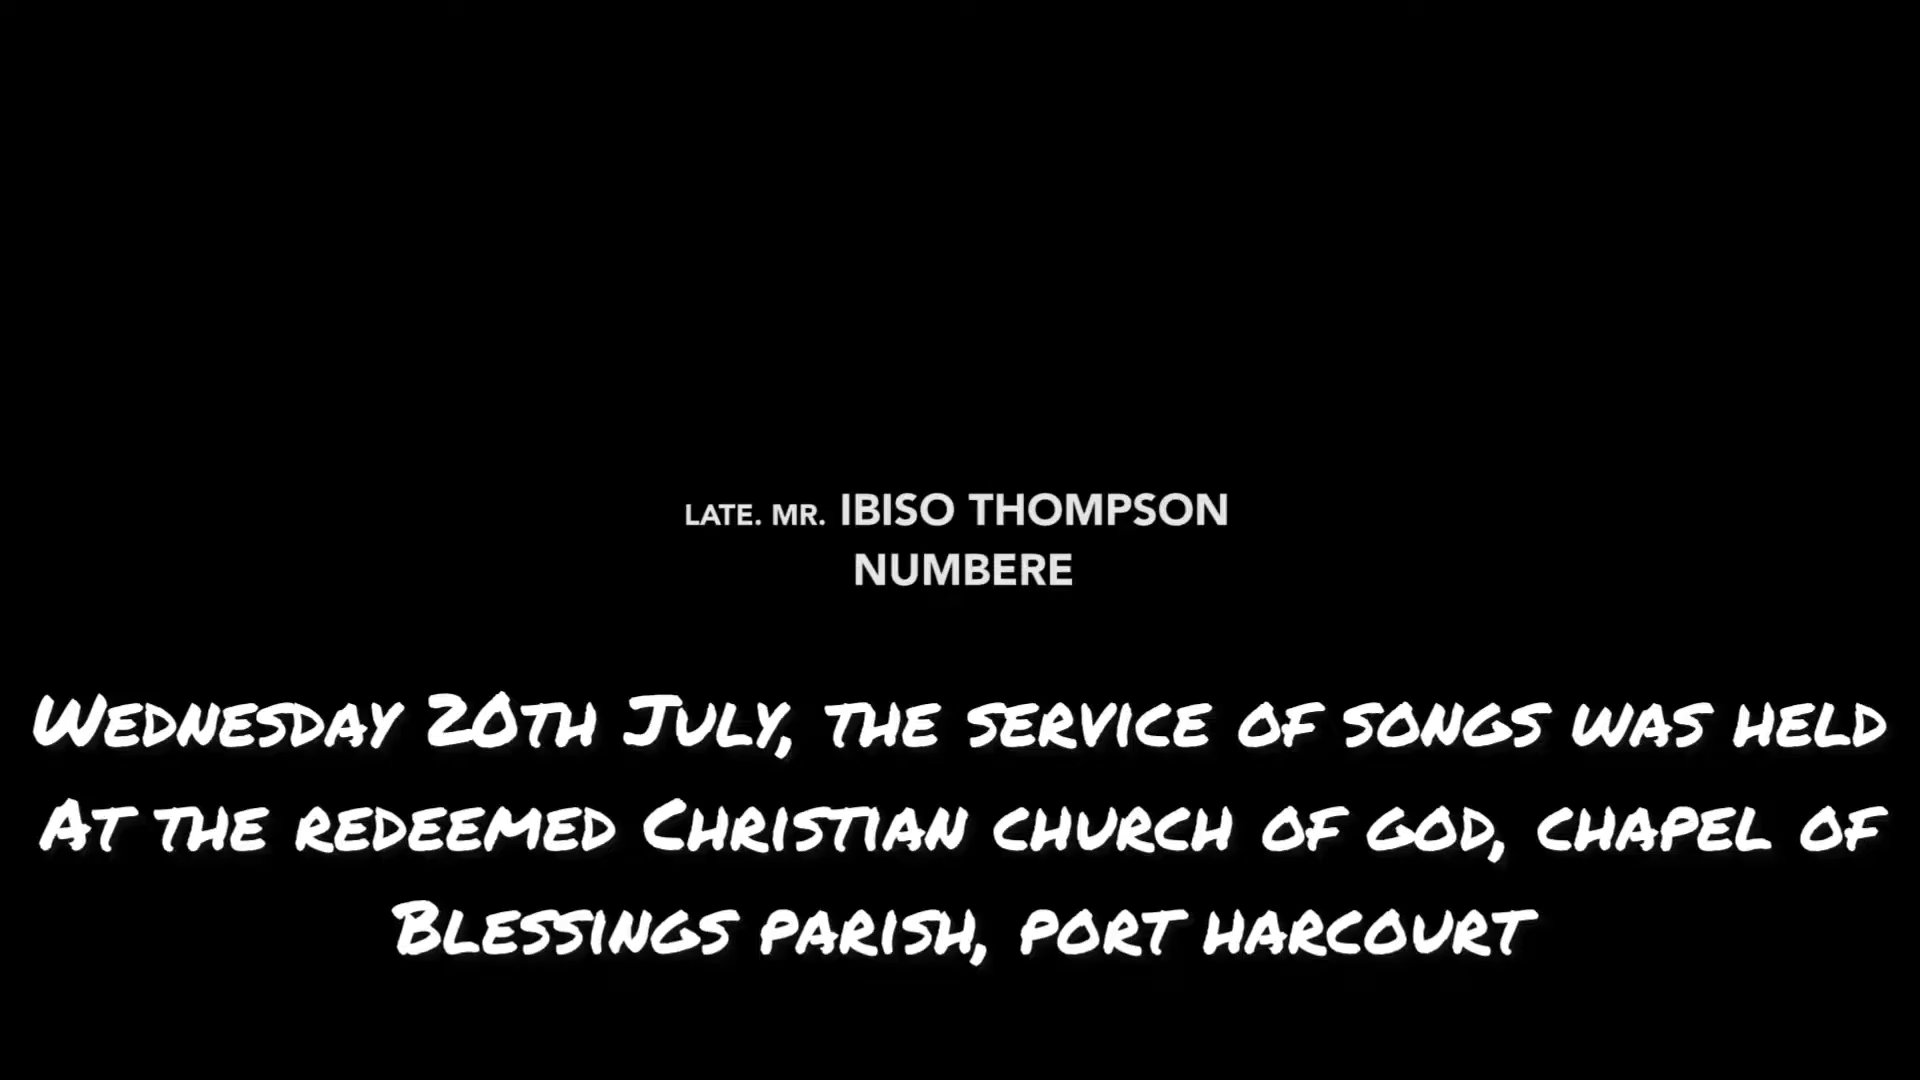 LATE. MR. IBISO THOMPSON
NUMBERE
WEDNESDAY 20TH JULY, THE SERVICE OF SONGS WAS HELD
AT THE REDEEMED CHRISTIAN CHURCH OF GOD, CHAPEL OF
BLESSINGS PARISH, PORT HARCOURT